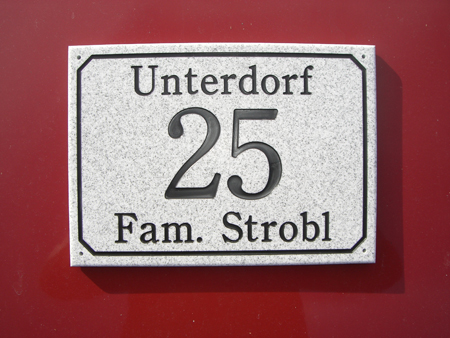 Unterdorf
25
Fam. Strobl